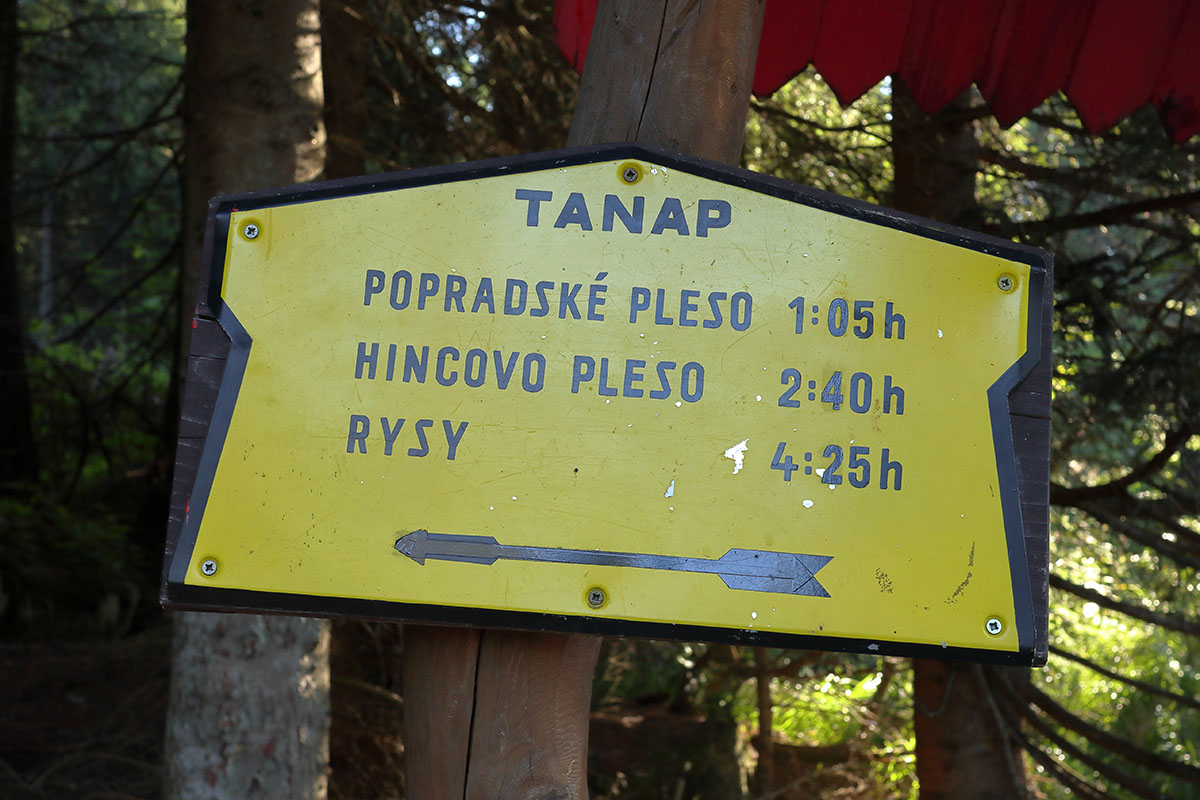 TANAP
POPRADSKÉ PLESO 1:05h
HINCOVO PLESO 2:40h
RYSY 4:25h